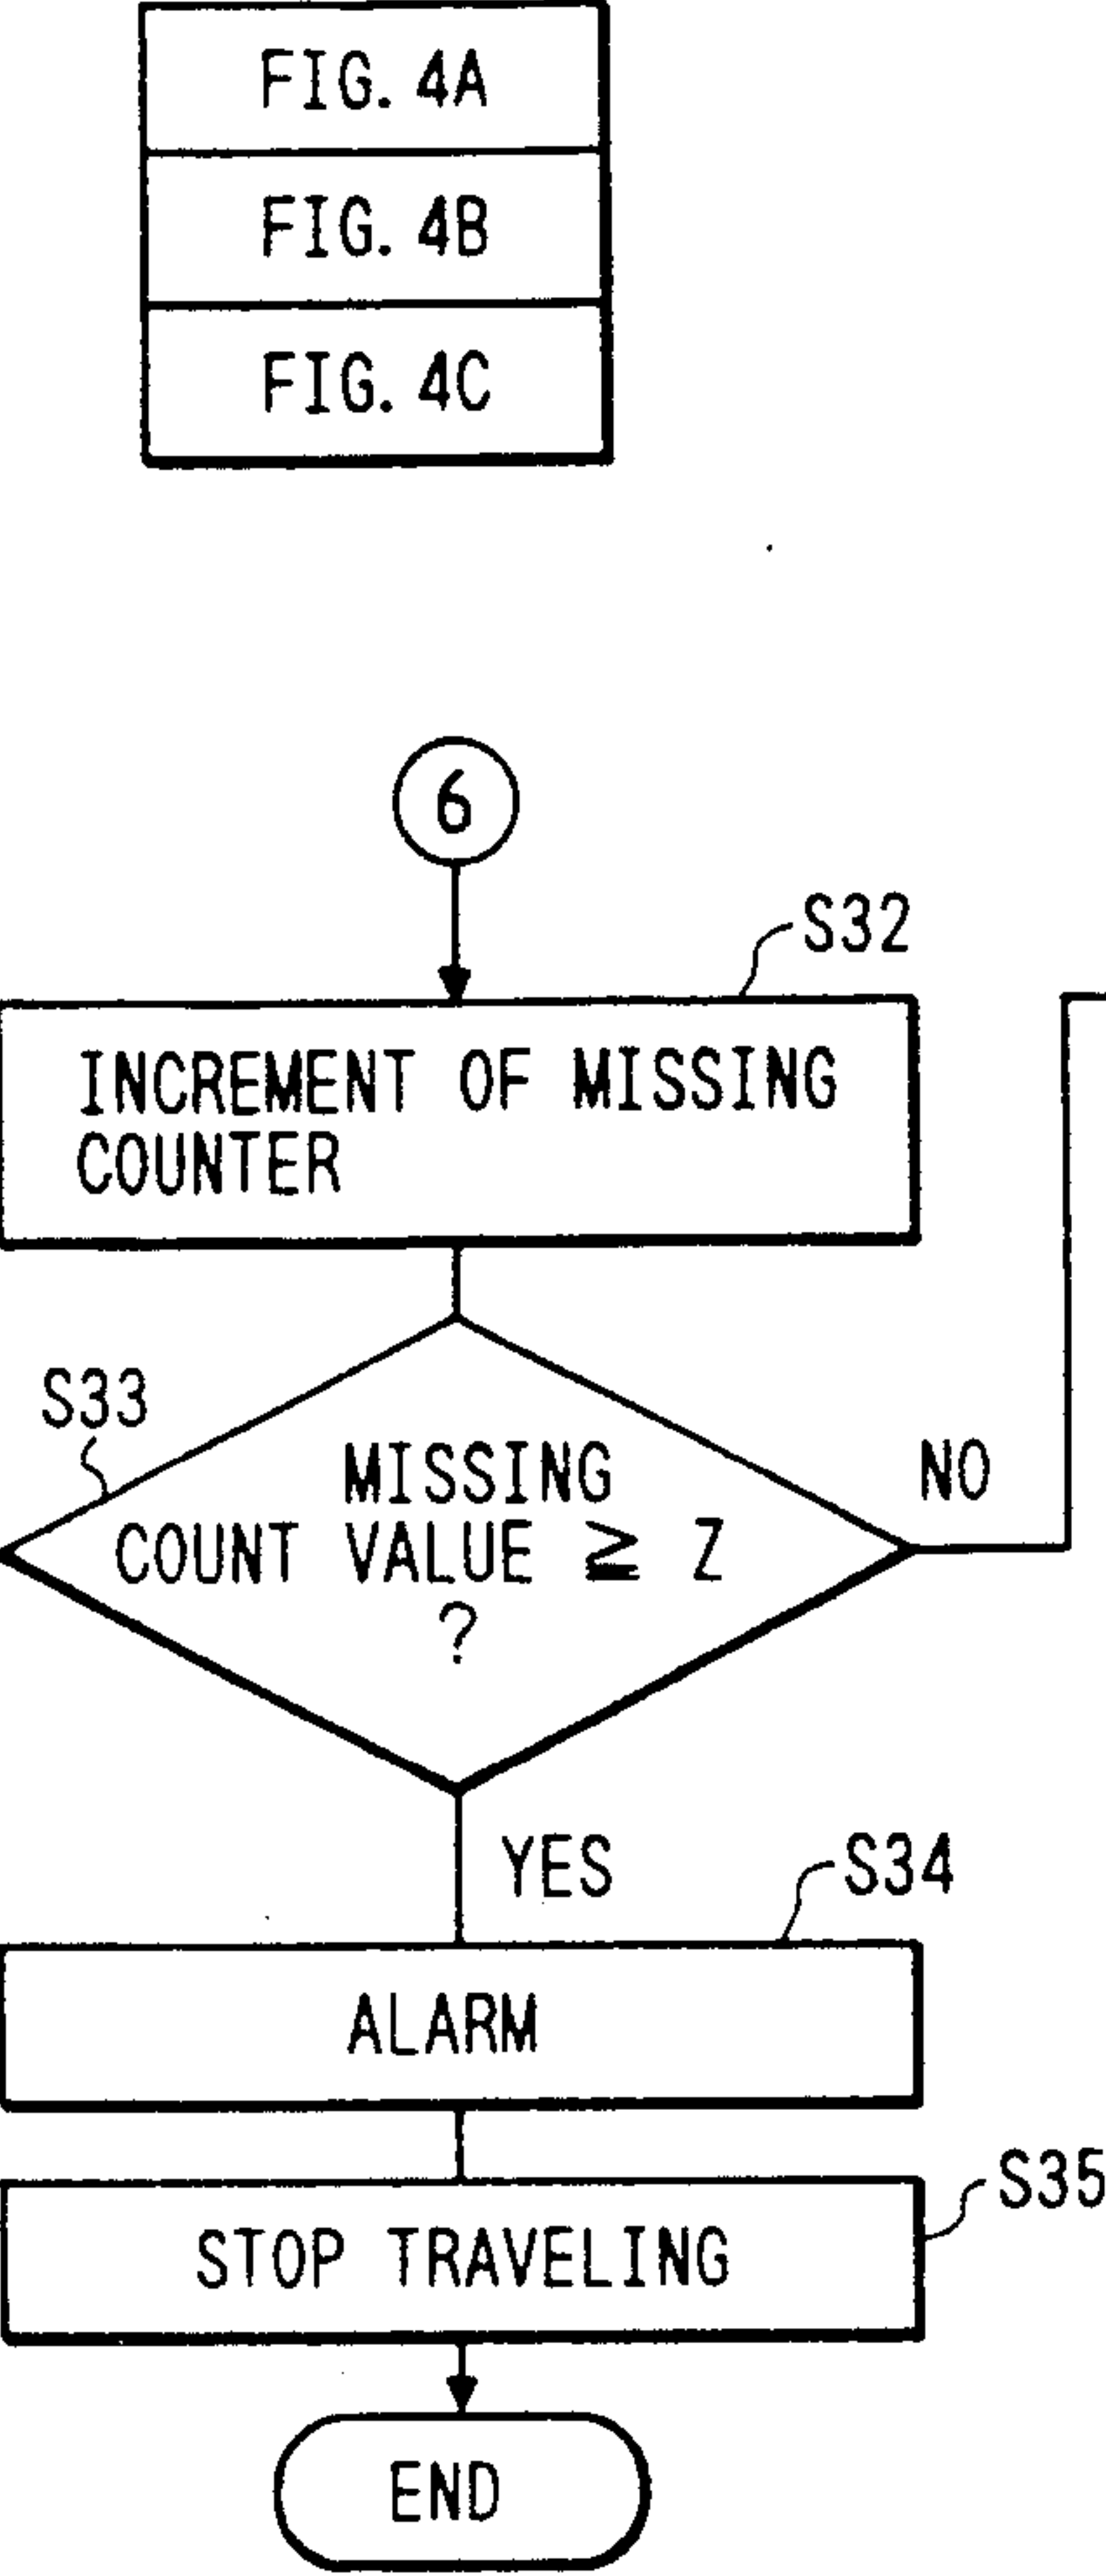 FIG. 4A
FIG. 4B
FIG. 4C
6
S32
INCREMENT OF MISSING
COUNTER
S33
MISSING
COUNT VALUE ≧ Z
?
NO
YES
S34
ALARM
S35
STOP TRAVELING
END